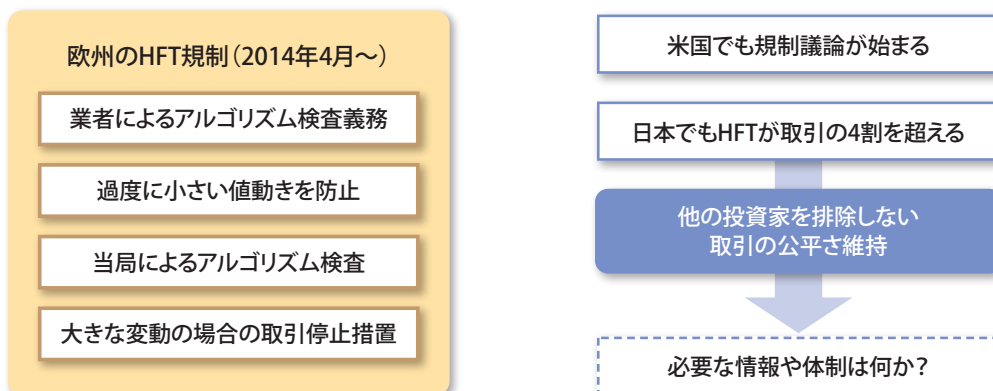 欧州のHFT規制（2014年4月～）
業者によるアルゴリズム検査義務
過度に小さい値動きを防止
当局によるアルゴリズム検査
大きな変動の場合の取引停止措置
米国でも規制議論が始まる
日本でもHFTが取引の4割を超える
他の投資家を排除しない
取引の公平さ維持
必要な情報や体制は何か？